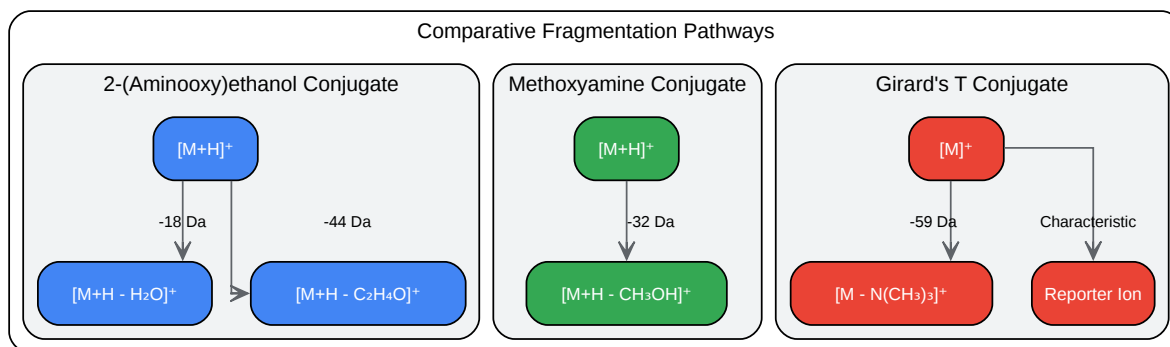 Comparative Fragmentation Pathways
2-(Aminooxy)ethanol Conjugate
[M+H]⁺
-18 Da
-44 Da
[M+H - H₂O]⁺
[M+H - C₂H₄O]⁺
Methoxyamine Conjugate
[M+H]⁺
-32 Da
[M+H - CH₃OH]⁺
Girard's T Conjugate
[M]⁺
-59 Da
Characteristic
[M - N(CH₃)₃]⁺
Reporter Ion